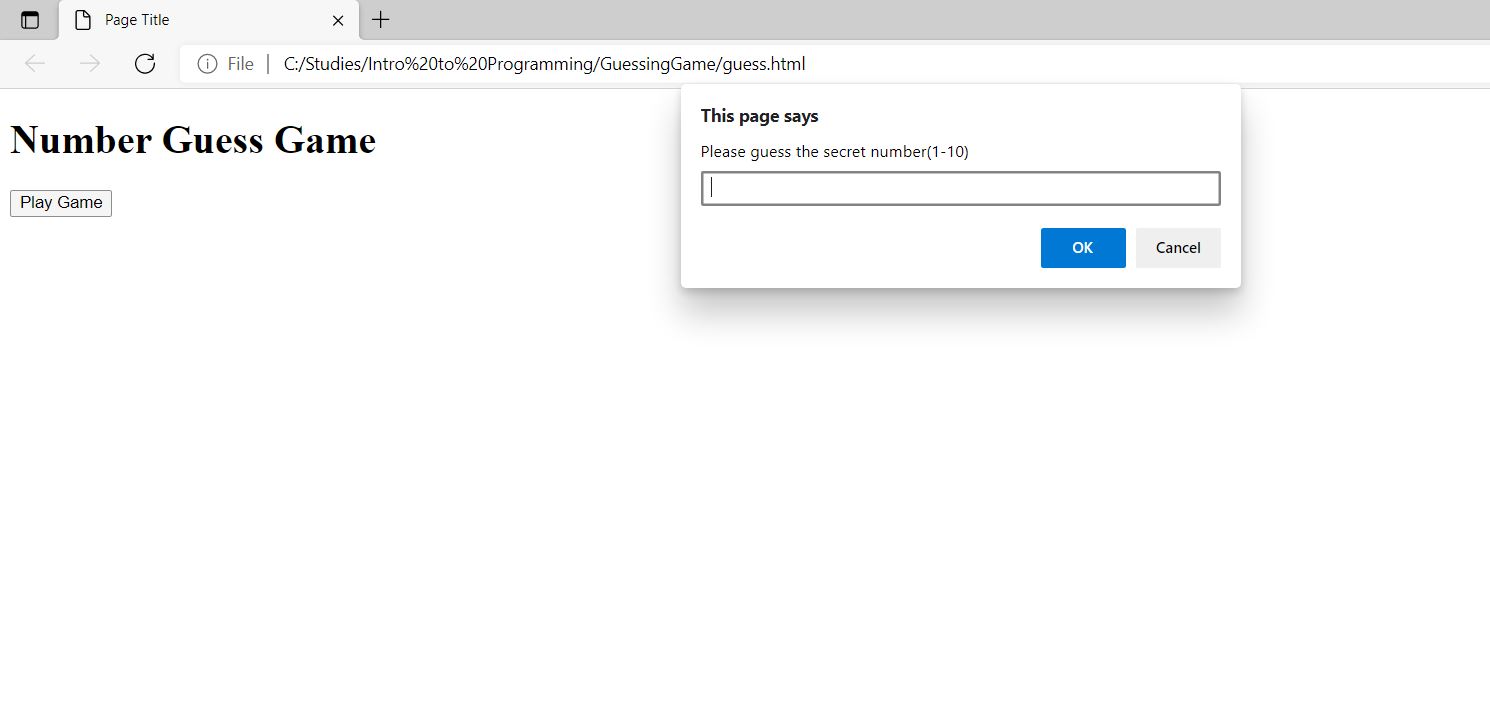 Page Title
File
C:/Studies/Intro%20to%20Programming/GuessingGame/guess.html
Number Guess Game
Play Game
This page says
Please guess the secret number(1-10)
OK
Cancel